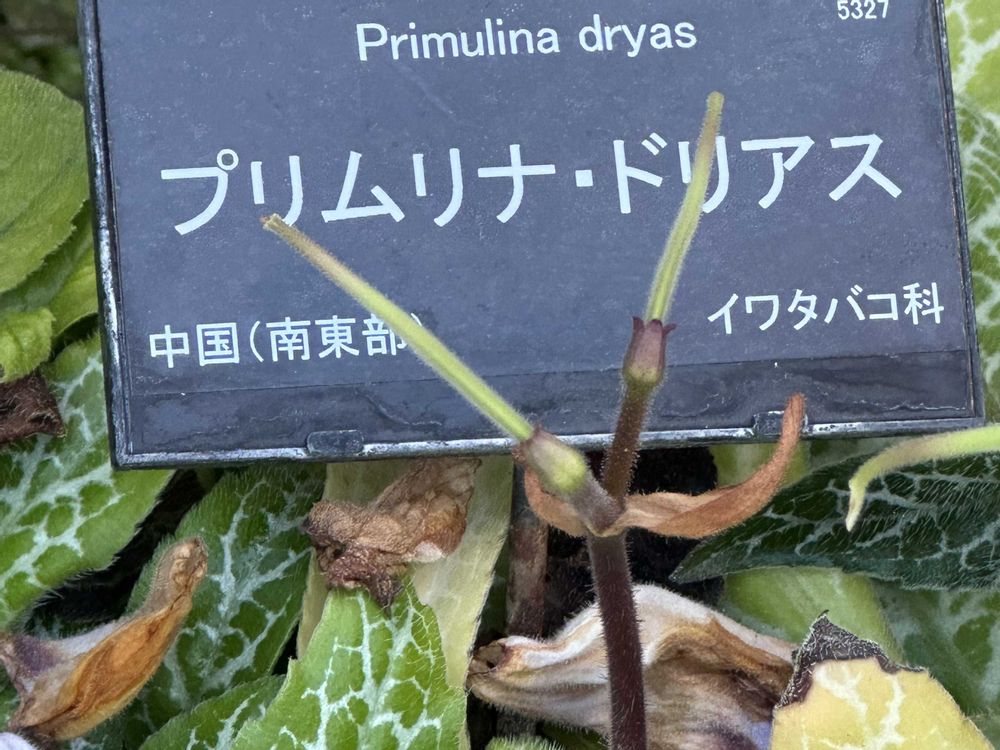 5327
Primulina dryas
プリムリナ・ドリアス
中国(南東部)
イワタバコ科